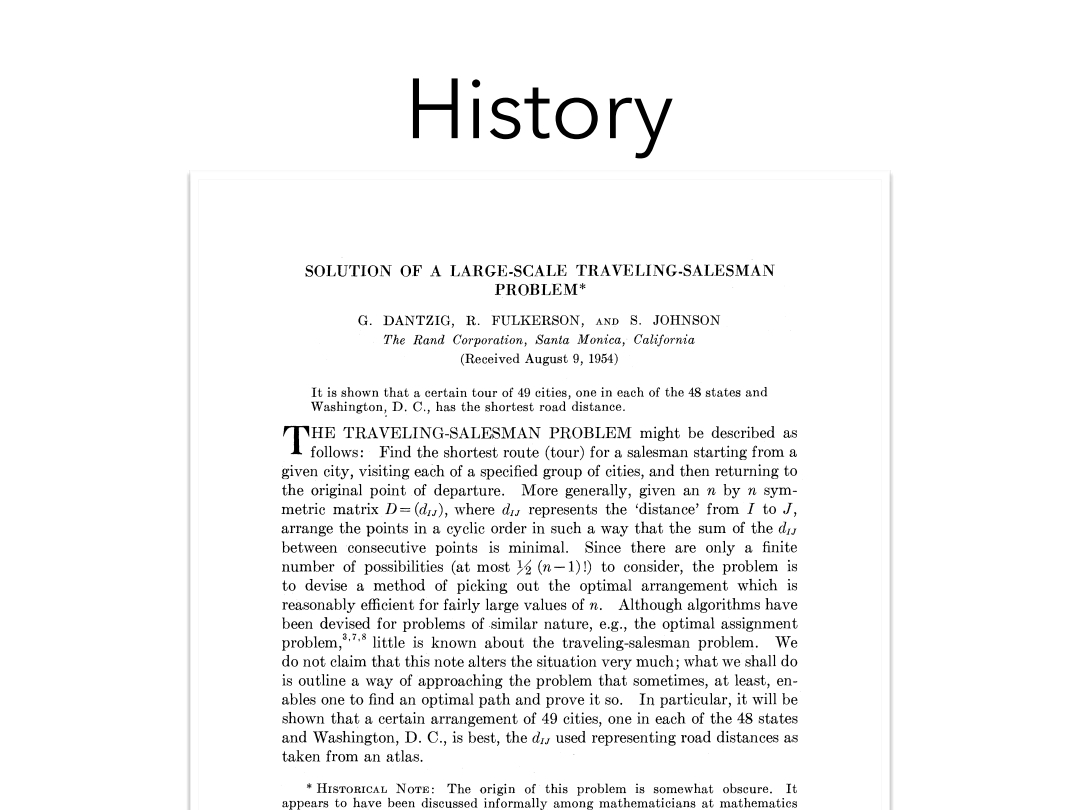 History
SOLUTION OF A LARGE-SCALE TRAVELING-SALESMAN
PROBLEM*
G. DANTZIG, R. FULKERSON, AND S. JOHNSON
The Rand Corporation, Santa Monica, California
(Received August 9, 1954)
It is shown that a certain tour of 49 cities, one in each of the 48 states and
Washington, D. C., has the shortest road distance.
THE TRAVELING-SALESMAN PROBLEM might be described as
follows: Find the shortest route (tour) for a salesman starting from a
given city, visiting each of a specified group of cities, and then returning to
the original point of departure. More generally, given an n by n sym-
metric matrix D=(d_IJ), where d_IJ represents the 'distance' from I to J,
arrange the points in a cyclic order in such a way that the sum of the d_IJ
between consecutive points is minimal. Since there are only a finite
number of possibilities (at most ½ (n−1)!) to consider, the problem is
to devise a method of picking out the optimal arrangement which is
reasonably efficient for fairly large values of n. Although algorithms have
been devised for problems of similar nature, e.g., the optimal assignment
problem,³,⁷,⁸ little is known about the traveling-salesman problem. We
do not claim that this note alters the situation very much; what we shall do
is outline a way of approaching the problem that sometimes, at least, en-
ables one to find an optimal path and prove it so. In particular, it will be
shown that a certain arrangement of 49 cities, one in each of the 48 states
and Washington, D. C., is best, the d_IJ used representing road distances as
taken from an atlas.
* HISTORICAL NOTE: The origin of this problem is somewhat obscure. It
appears to have been discussed informally among mathematicians at mathematics